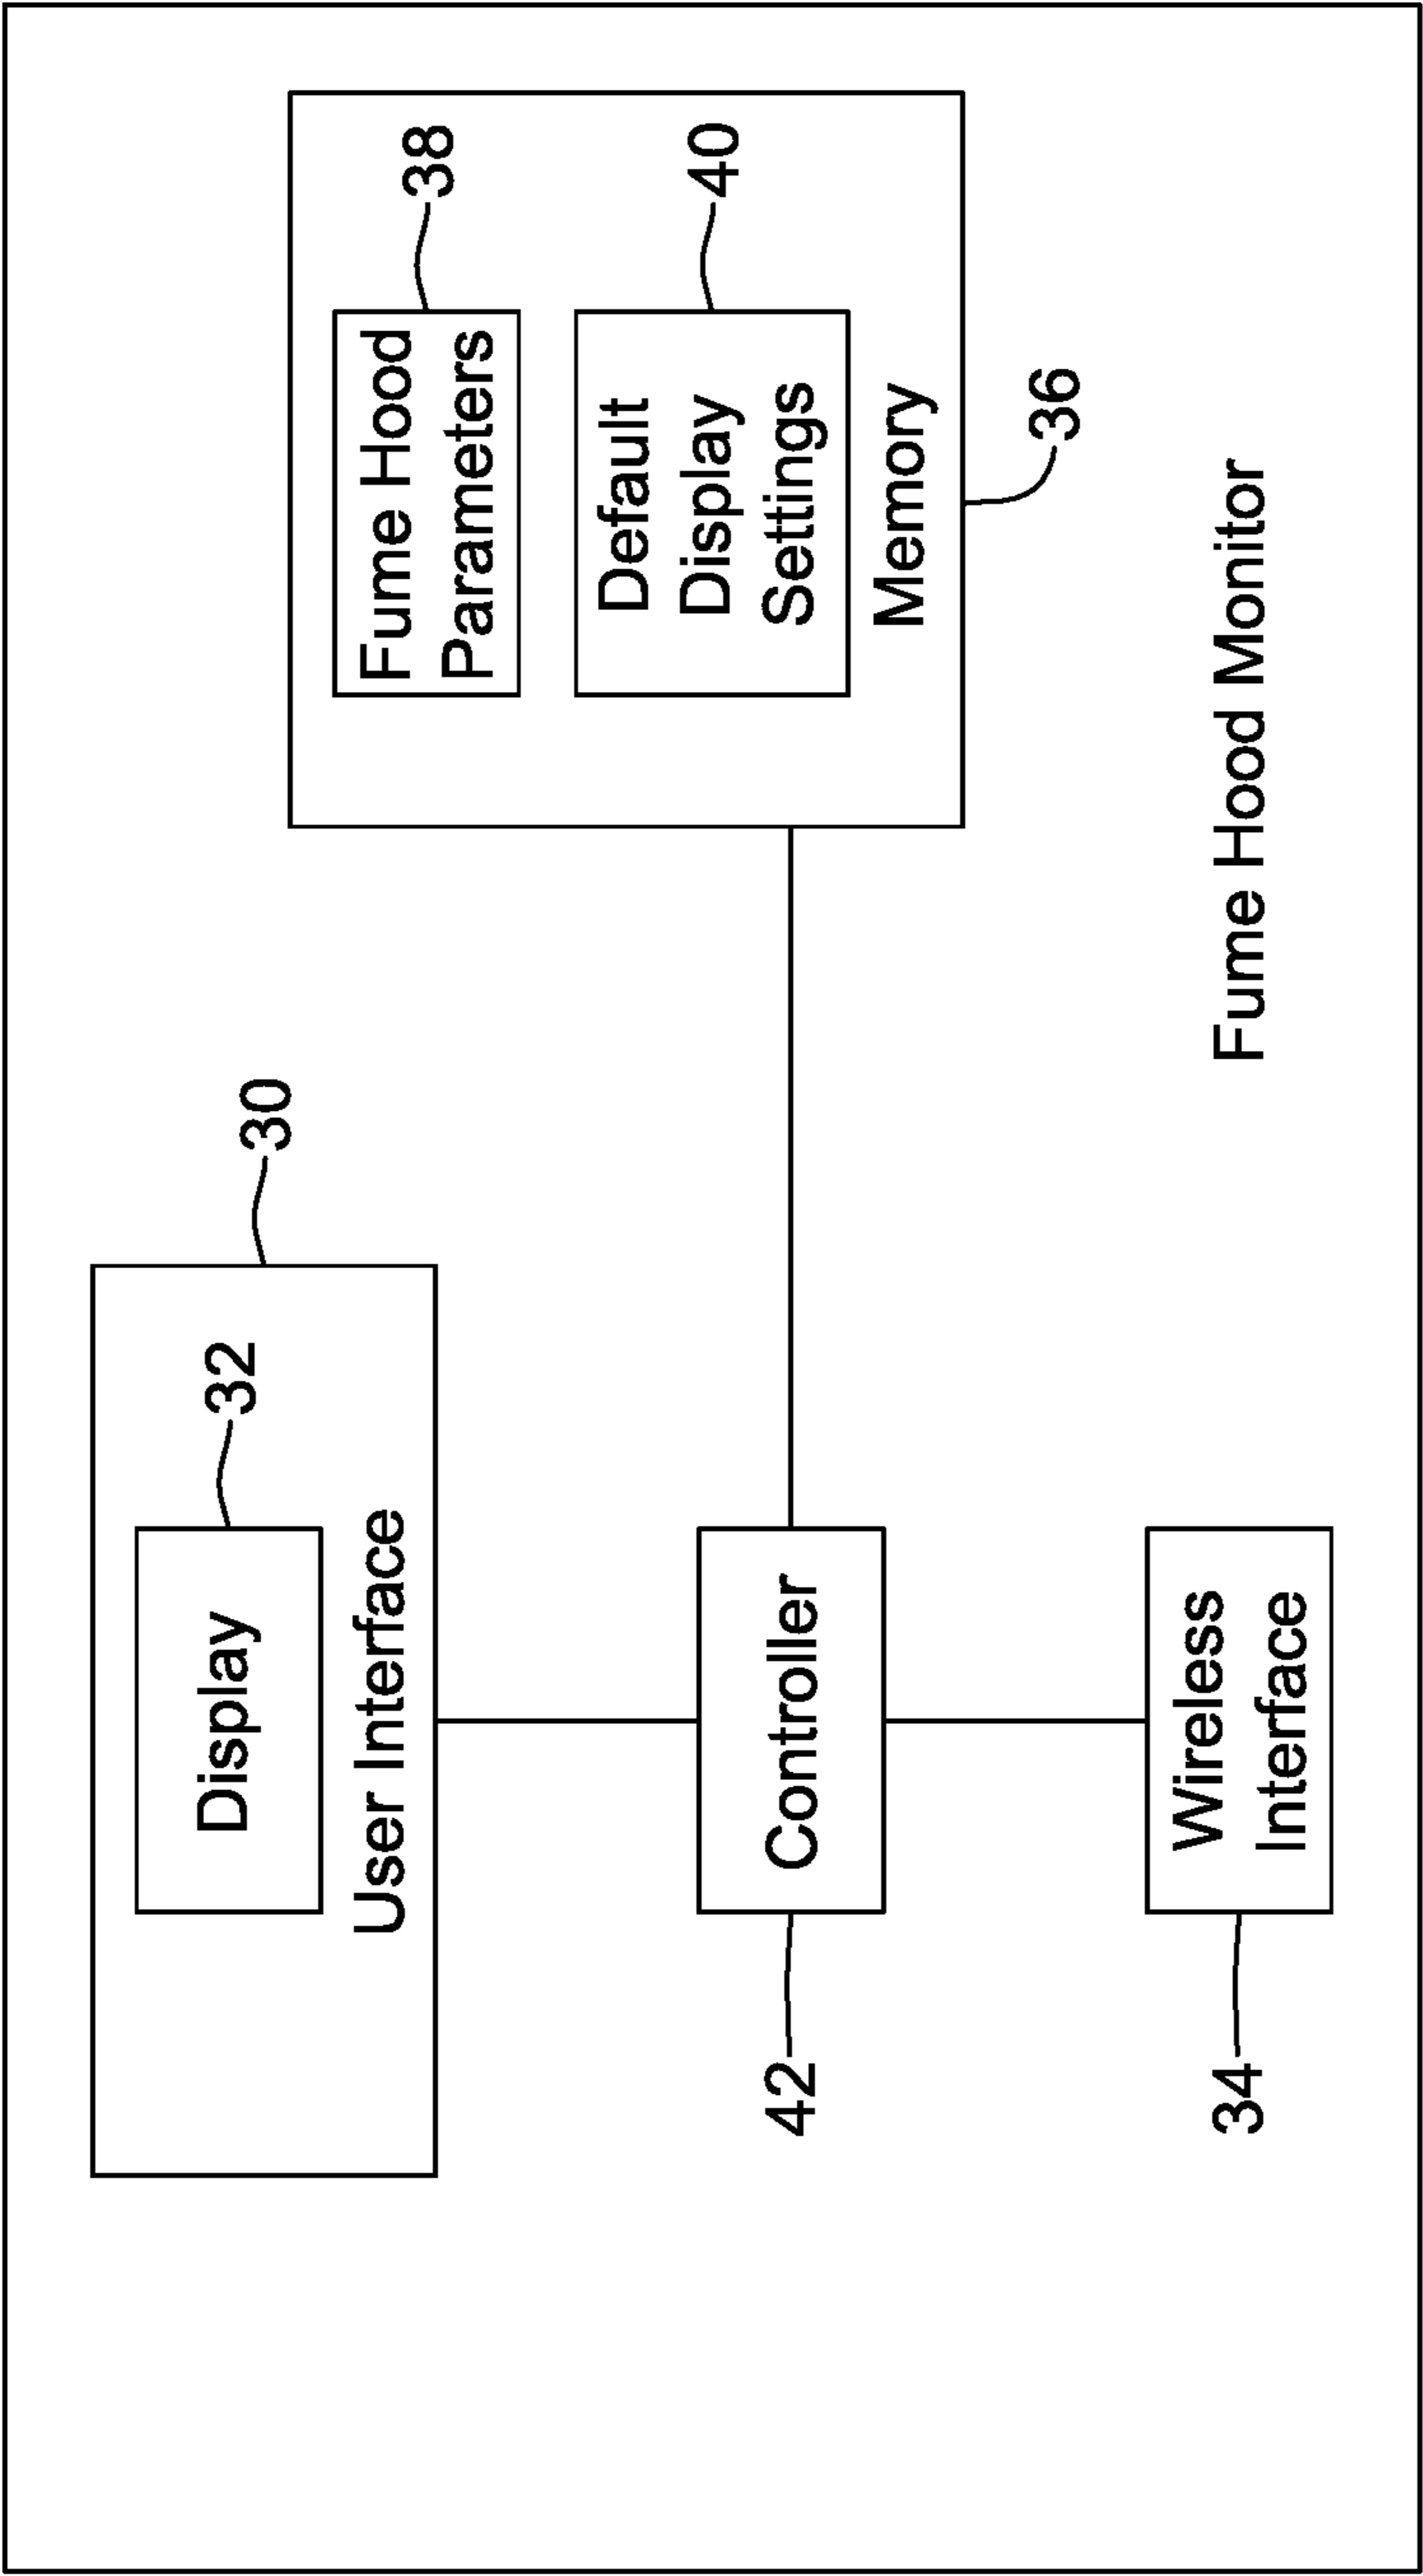 30
32
Display
User Interface
42
Controller
34
Wireless
Interface
38
Fume Hood
Parameters
40
Default
Display
Settings
Memory
36
Fume Hood Monitor